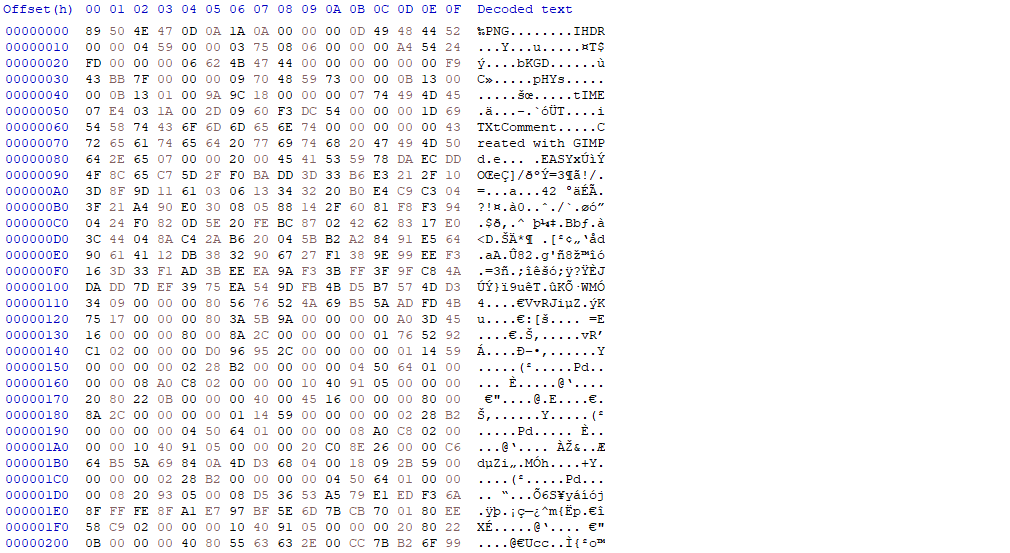 Offset(h) 00 01 02 03 04 05 06 07 08 09 0A 0B 0C 0D 0E 0F Decoded text
00000000 89 50 4E 47 0D 0A 1A 0A 00 00 00 0D 49 48 44 52 ‰PNG........IHDR
00000010 00 00 04 59 00 00 03 75 08 06 00 00 00 A4 54 24 ...Y...u.....¤T$
00000020 FD 00 00 00 06 62 4B 47 44 00 00 00 00 00 00 F9 ý....bKGD......ù
00000030 43 BB 7F 00 00 00 09 70 48 59 73 00 00 0B 13 00 C».....pHYs.....
00000040 00 0B 13 01 00 9A 9C 18 00 00 00 07 74 49 4D 45 .....šœ.....tIME
00000050 07 E4 03 1A 00 2D 09 60 F3 DC 54 00 00 00 1D 69 .ä...-.`óÜT....i
00000060 54 58 74 43 6F 6D 6D 65 6E 74 00 00 00 00 00 43 TXtComment.....C
00000070 72 65 61 74 65 64 20 77 69 74 68 20 47 49 4D 50 reated with GIMP
00000080 64 2E 65 07 00 00 20 00 45 41 53 59 78 DA EC DD d.e... .EASYxÚìÝ
00000090 4F 8C 65 C7 5D 2F F0 BA DD 3D 33 B6 E3 21 2F 10 OŒeÇ]/ðºÝ=3¶ã!/.
000000A0 3D 8F 9D 11 61 03 06 13 34 32 20 B0 E4 C9 C3 04 =...a...42 °äÉÃ.
000000B0 3F 21 A4 90 E0 30 08 05 88 14 2F 60 81 F8 F3 94 ?!¤.à0..ˆ./`.øó”
000000C0 04 24 F0 82 0D 5E 20 FE BC 87 02 42 62 83 17 E0 .$ð‚.^ þ¼‡.Bbƒ.à
000000D0 3C 44 04 8A C4 2A B6 20 04 5B B2 A2 84 91 E5 64 <D.ŠÄ*¶ .[²¢„‘åd
000000E0 90 61 41 12 DB 38 32 90 67 27 F1 38 9E 99 EE F3 .aA.Û82.g'ñ8ž™îó
000000F0 16 3D 33 F1 AD 3B EE EA 9A F3 3B FF 3F 9F C8 4A .=3ñ.;îêšó;ÿ?ŸÈJ
00000100 DA DD 7D EF 39 75 EA 54 9D FB 4B D5 B7 57 4D D3 ÚÝ}ï9uêT.ûKÕ·WMÓ
00000110 34 09 00 00 00 80 56 76 52 4A 69 B5 5A AD FD 4B 4....€VvRJiµZ.ýK
00000120 75 17 00 00 00 80 3A 5B 9A 00 00 00 00 A0 3D 45 u....€:[š.... =E
00000130 16 00 00 00 80 00 8A 2C 00 00 00 00 01 76 52 92 ....€.Š,.....vR’
00000140 C1 02 00 00 00 D0 96 95 2C 00 00 00 00 01 14 59 Á....Ð–•,......Y
00000150 00 00 00 00 02 28 B2 00 00 00 00 04 50 64 01 00 .....(².....Pd..
00000160 00 00 08 A0 C8 02 00 00 00 10 40 91 05 00 00 00 ... È.....@‘....
00000170 20 80 22 0B 00 00 00 40 00 45 16 00 00 00 80 00  €"....@.E....€.
00000180 8A 2C 00 00 00 00 01 14 59 00 00 00 00 02 28 B2 Š,......Y.....(²
00000190 00 00 00 00 04 50 64 01 00 00 00 08 A0 C8 02 00 .....Pd..... È..
000001A0 00 00 10 40 91 05 00 00 00 20 C0 8E 26 00 00 C6 ...@‘.... ÀŽ&..Æ
000001B0 64 B5 5A 69 84 0A 4D D3 68 04 00 18 09 2B 59 00 dµZi„.MÓh....+Y.
000001C0 00 00 00 02 28 B2 00 00 00 00 04 50 64 01 00 00 ....(².....Pd...
000001D0 00 08 20 93 05 00 08 D5 36 53 A5 79 E1 ED F3 6A .. “...Õ6S¥yáíój
000001E0 8F FF FE 8F A1 E7 97 BF 5E 6D 7B CB 70 01 80 EE .ÿþ.¡ç—¿^m{Ëp.€î
000001F0 58 C9 02 00 00 00 10 40 91 05 00 00 00 20 80 22 XÉ.....@‘.... €"
00000200 0B 00 00 00 40 80 55 63 63 2E 00 CC 7B B2 6F 99 ....@€Ucc..Ì{²o™